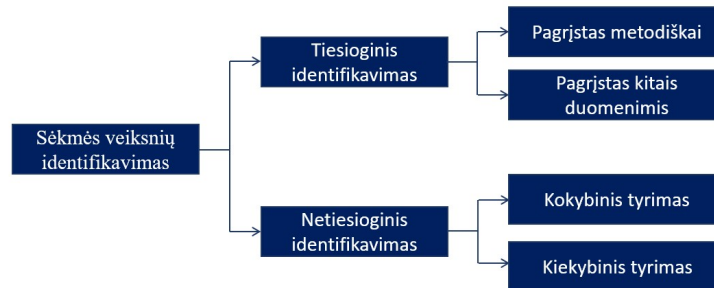 Sėkmės veiksnių
identifikavimas
Tiesioginis
identifikavimas
Pagrįstas metodiškai
Pagrįstas kitais
duomenimis
Netiesioginis
identifikavimas
Kokybinis tyrimas
Kiekybinis tyrimas